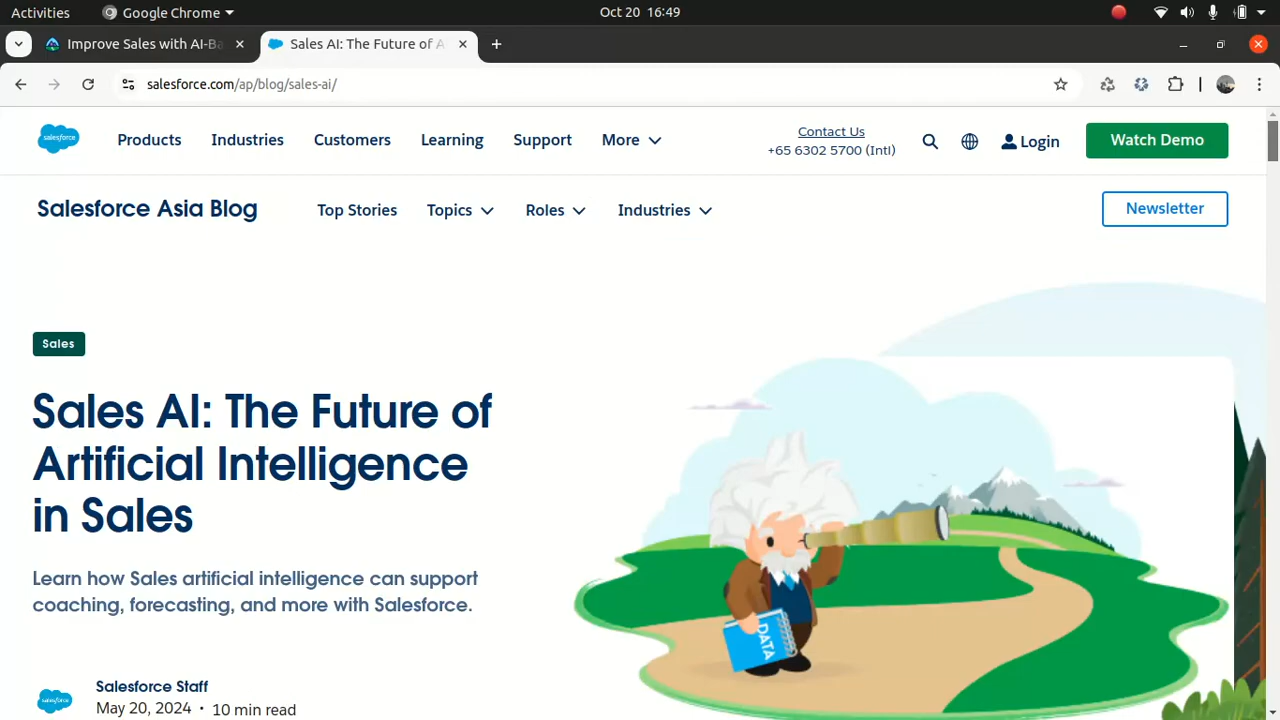 Activities
Google Chrome
Oct 20 16:49
Improve Sales with AI-Ba
Sales AI: The Future of A
salesforce.com/ap/blog/sales-ai/
salesforce
Products
Industries
Customers
Learning
Support
More
Contact Us
+65 6302 5700 (Intl)
Login
Watch Demo
Salesforce Asia Blog
Top Stories
Topics
Roles
Industries
Newsletter
Sales
Sales AI: The Future of
Artificial Intelligence
in Sales
Learn how Sales artificial intelligence can support
coaching, forecasting, and more with Salesforce.
DATA
salesforce
Salesforce Staff
May 20, 2024 • 10 min read